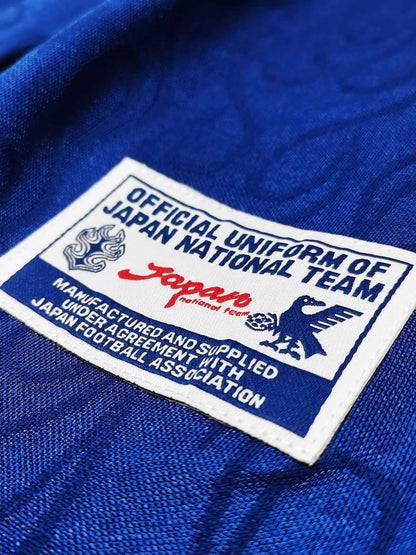 OFFICIAL UNIFORM OF
JAPAN NATIONAL TEAM
Japan
national team
MANUFACTURED AND SUPPLIED
UNDER AGREEMENT WITH
JAPAN FOOTBALL ASSOCIATION